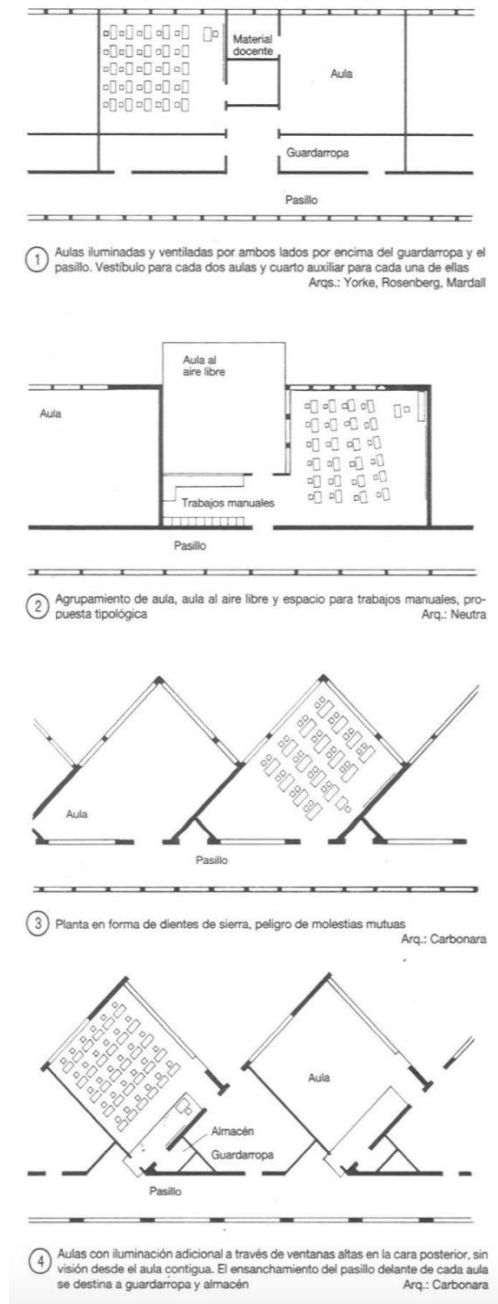 Material
docente
Aula
Guardarropa
Pasillo
1 Aulas iluminadas y ventiladas por ambos lados por encima del guardarropa y el
pasillo. Vestíbulo para cada dos aulas y cuarto auxiliar para cada una de ellas
Arqs.: Yorke, Rosenberg, Mardall
Aula al
aire libre
Aula
Trabajos manuales
Pasillo
2 Agrupamiento de aula, aula al aire libre y espacio para trabajos manuales, pro-
puesta tipológica Arq.: Neutra
Aula
Pasillo
3 Planta en forma de dientes de sierra, peligro de molestias mutuas
Arq.: Carbonara
Aula
Almacén
Guardarropa
Pasillo
4 Aulas con iluminación adicional a través de ventanas altas en la cara posterior, sin
visión desde el aula contigua. El ensanchamiento del pasillo delante de cada aula
se destina a guardarropa y almacén Arq.: Carbonara